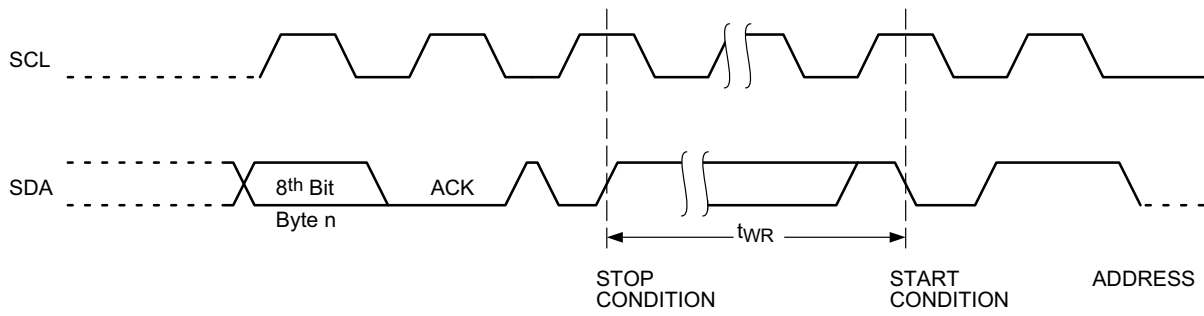 SCL
SDA
8th Bit
ACK
Byte n
tWR
STOP
CONDITION
START
CONDITION
ADDRESS